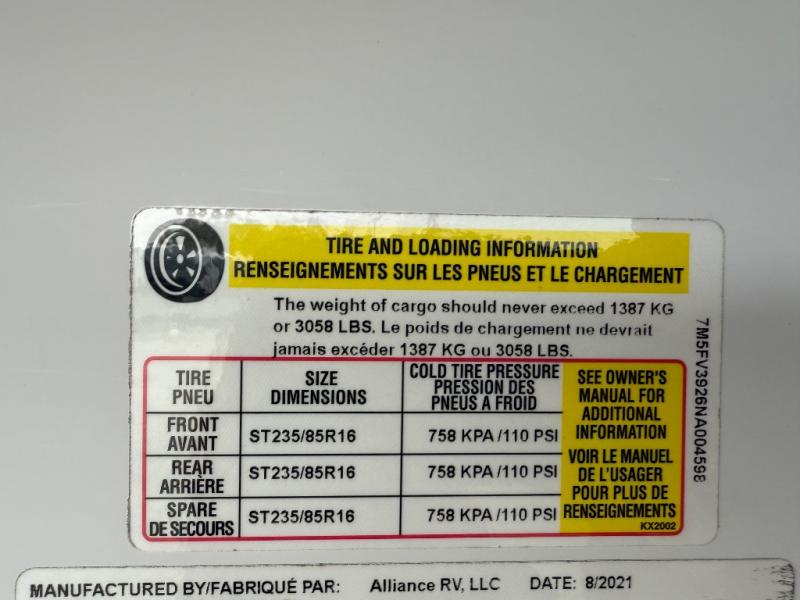 TIRE AND LOADING INFORMATION
RENSEIGNEMENTS SUR LES PNEUS ET LE CHARGEMENT
The weight of cargo should never exceed 1387 KG
or 3058 LBS. Le poids de chargement ne devrait
jamais excéder 1387 KG ou 3058 LBS.
TIRE
PNEU
SIZE
DIMENSIONS
COLD TIRE PRESSURE
PRESSION DES
PNEUS A FROID
FRONT
AVANT
ST235/85R16
758 KPA /110 PSI
REAR
ARRIÈRE
ST235/85R16
758 KPA /110 PSI
SPARE
DE SECOURS
ST235/85R16
758 KPA /110 PSI
SEE OWNER'S
MANUAL FOR
ADDITIONAL
INFORMATION
VOIR LE MANUEL
DE L'USAGER
POUR PLUS DE
RENSEIGNEMENTS
KX2002
7M5FV3926NA004598
MANUFACTURED BY/FABRIQUÉ PAR: Alliance RV, LLC DATE: 8/2021